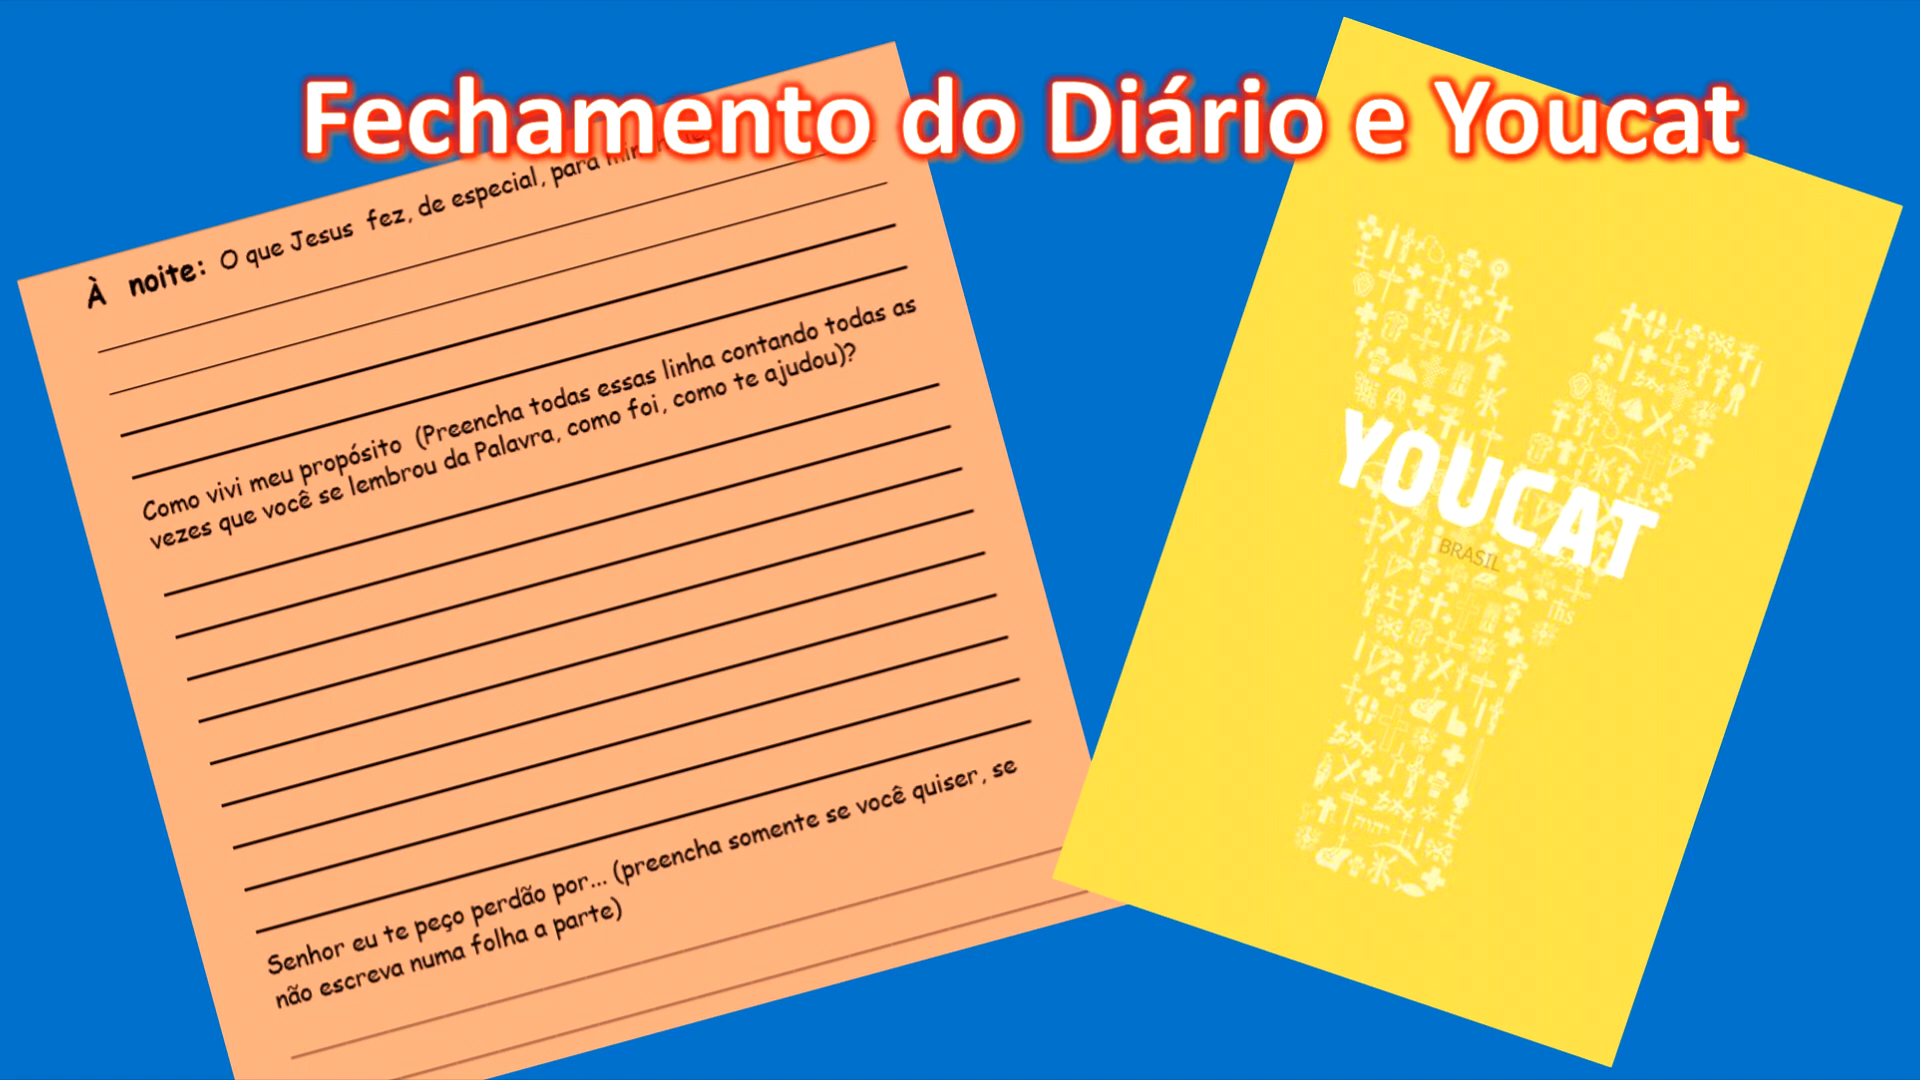 Fechamento do Diário e Youcat
À noite: O que Jesus fez, de especial, para
Como vivi meu propósito (Preencha todas essas linha contando todas as
vezes que você se lembrou da Palavra, como foi, como te ajudou)?
Senhor eu te peço perdão por... (preencha somente se você quiser, se
não escreva numa folha a parte)
YOUCAT
BRASIL